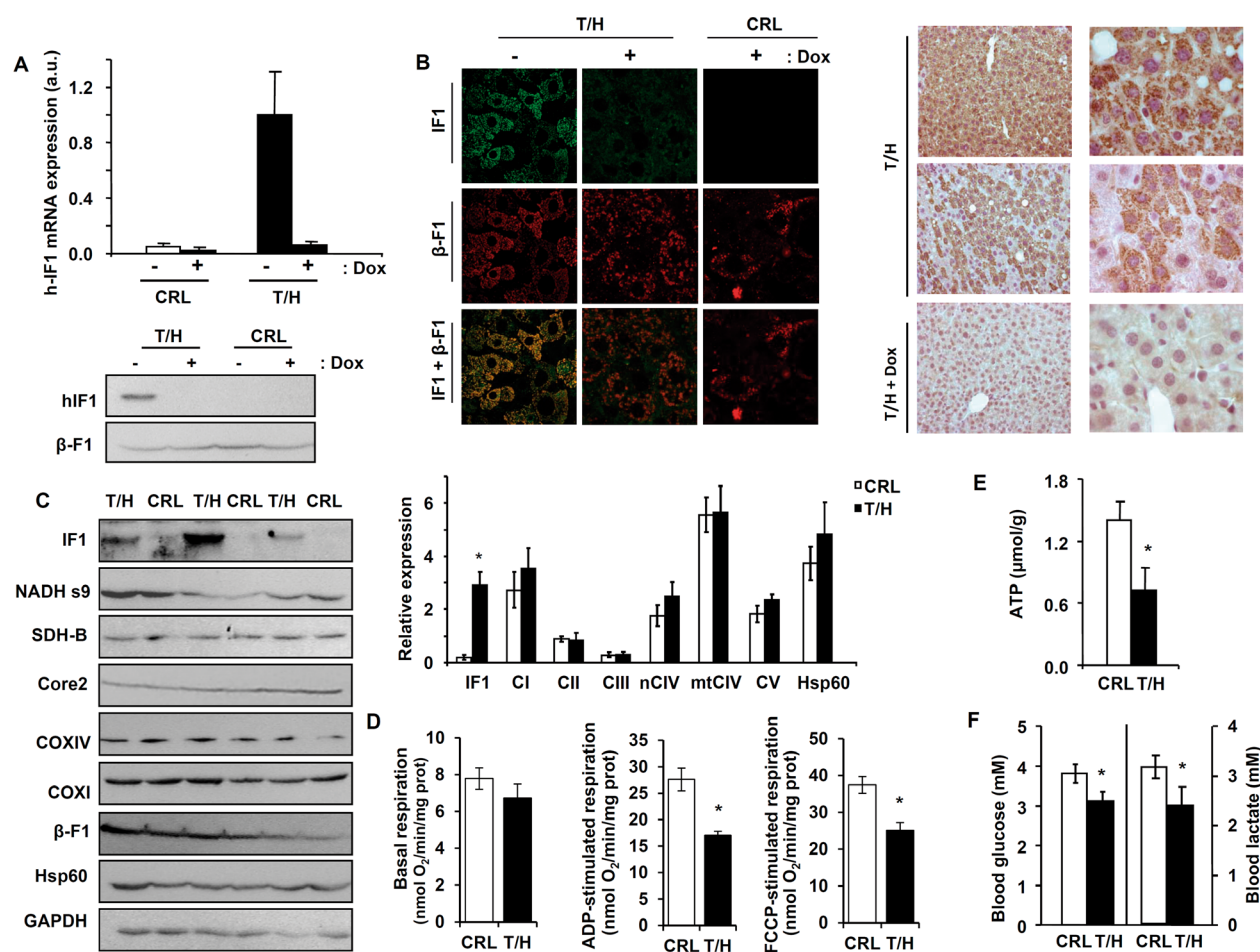 A
h-IF1 mRNA expression (a.u.)
1.2
0.8
0.4
0.0
- + - + : Dox
CRL T/H
T/H CRL
- + - + : Dox
hIF1
β-F1
B
T/H CRL
- + + : Dox
IF1
β-F1
IF1 + β-F1
T/H
T/H + Dox
C
T/H CRL T/H CRL T/H CRL
IF1
NADH s9
SDH-B
Core2
COXIV
COXI
β-F1
Hsp60
GAPDH
Relative expression
6
4
2
0
*
CRL
T/H
IF1 CI CII CIII nCIV mtCIV CV Hsp60
D
Basal respiration
(nmol O2/min/mg prot)
10
8
6
4
2
0
CRL T/H
ADP-stimulated respiration
(nmol O2/min/mg prot)
35
30
25
20
15
10
5
0
*
CRL T/H
FCCP-stimulated respiration
(nmol O2/min/mg prot)
50
40
30
20
10
0
*
CRL T/H
E
ATP (μmol/g)
1.8
1.4
0.6
0.0
*
CRL T/H
F
Blood glucose (mM)
5
4
3
2
1
0
*
*
CRL T/H CRL T/H
4
3
2
1
0
Blood lactate (mM)